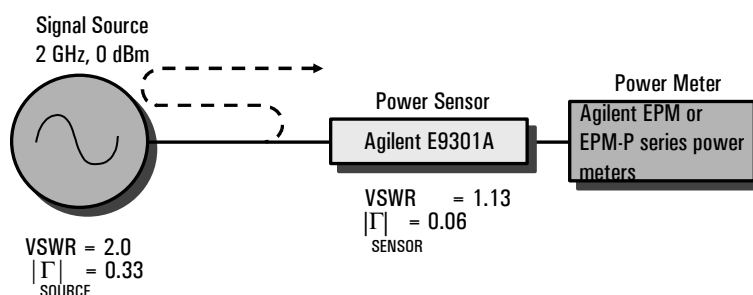 Signal Source
2 GHz, 0 dBm
Power Sensor
Agilent E9301A
Power Meter
Agilent EPM or
EPM-P series power
meters
VSWR = 1.13
|Γ| = 0.06
SENSOR
VSWR = 2.0
|Γ| = 0.33
SOURCE